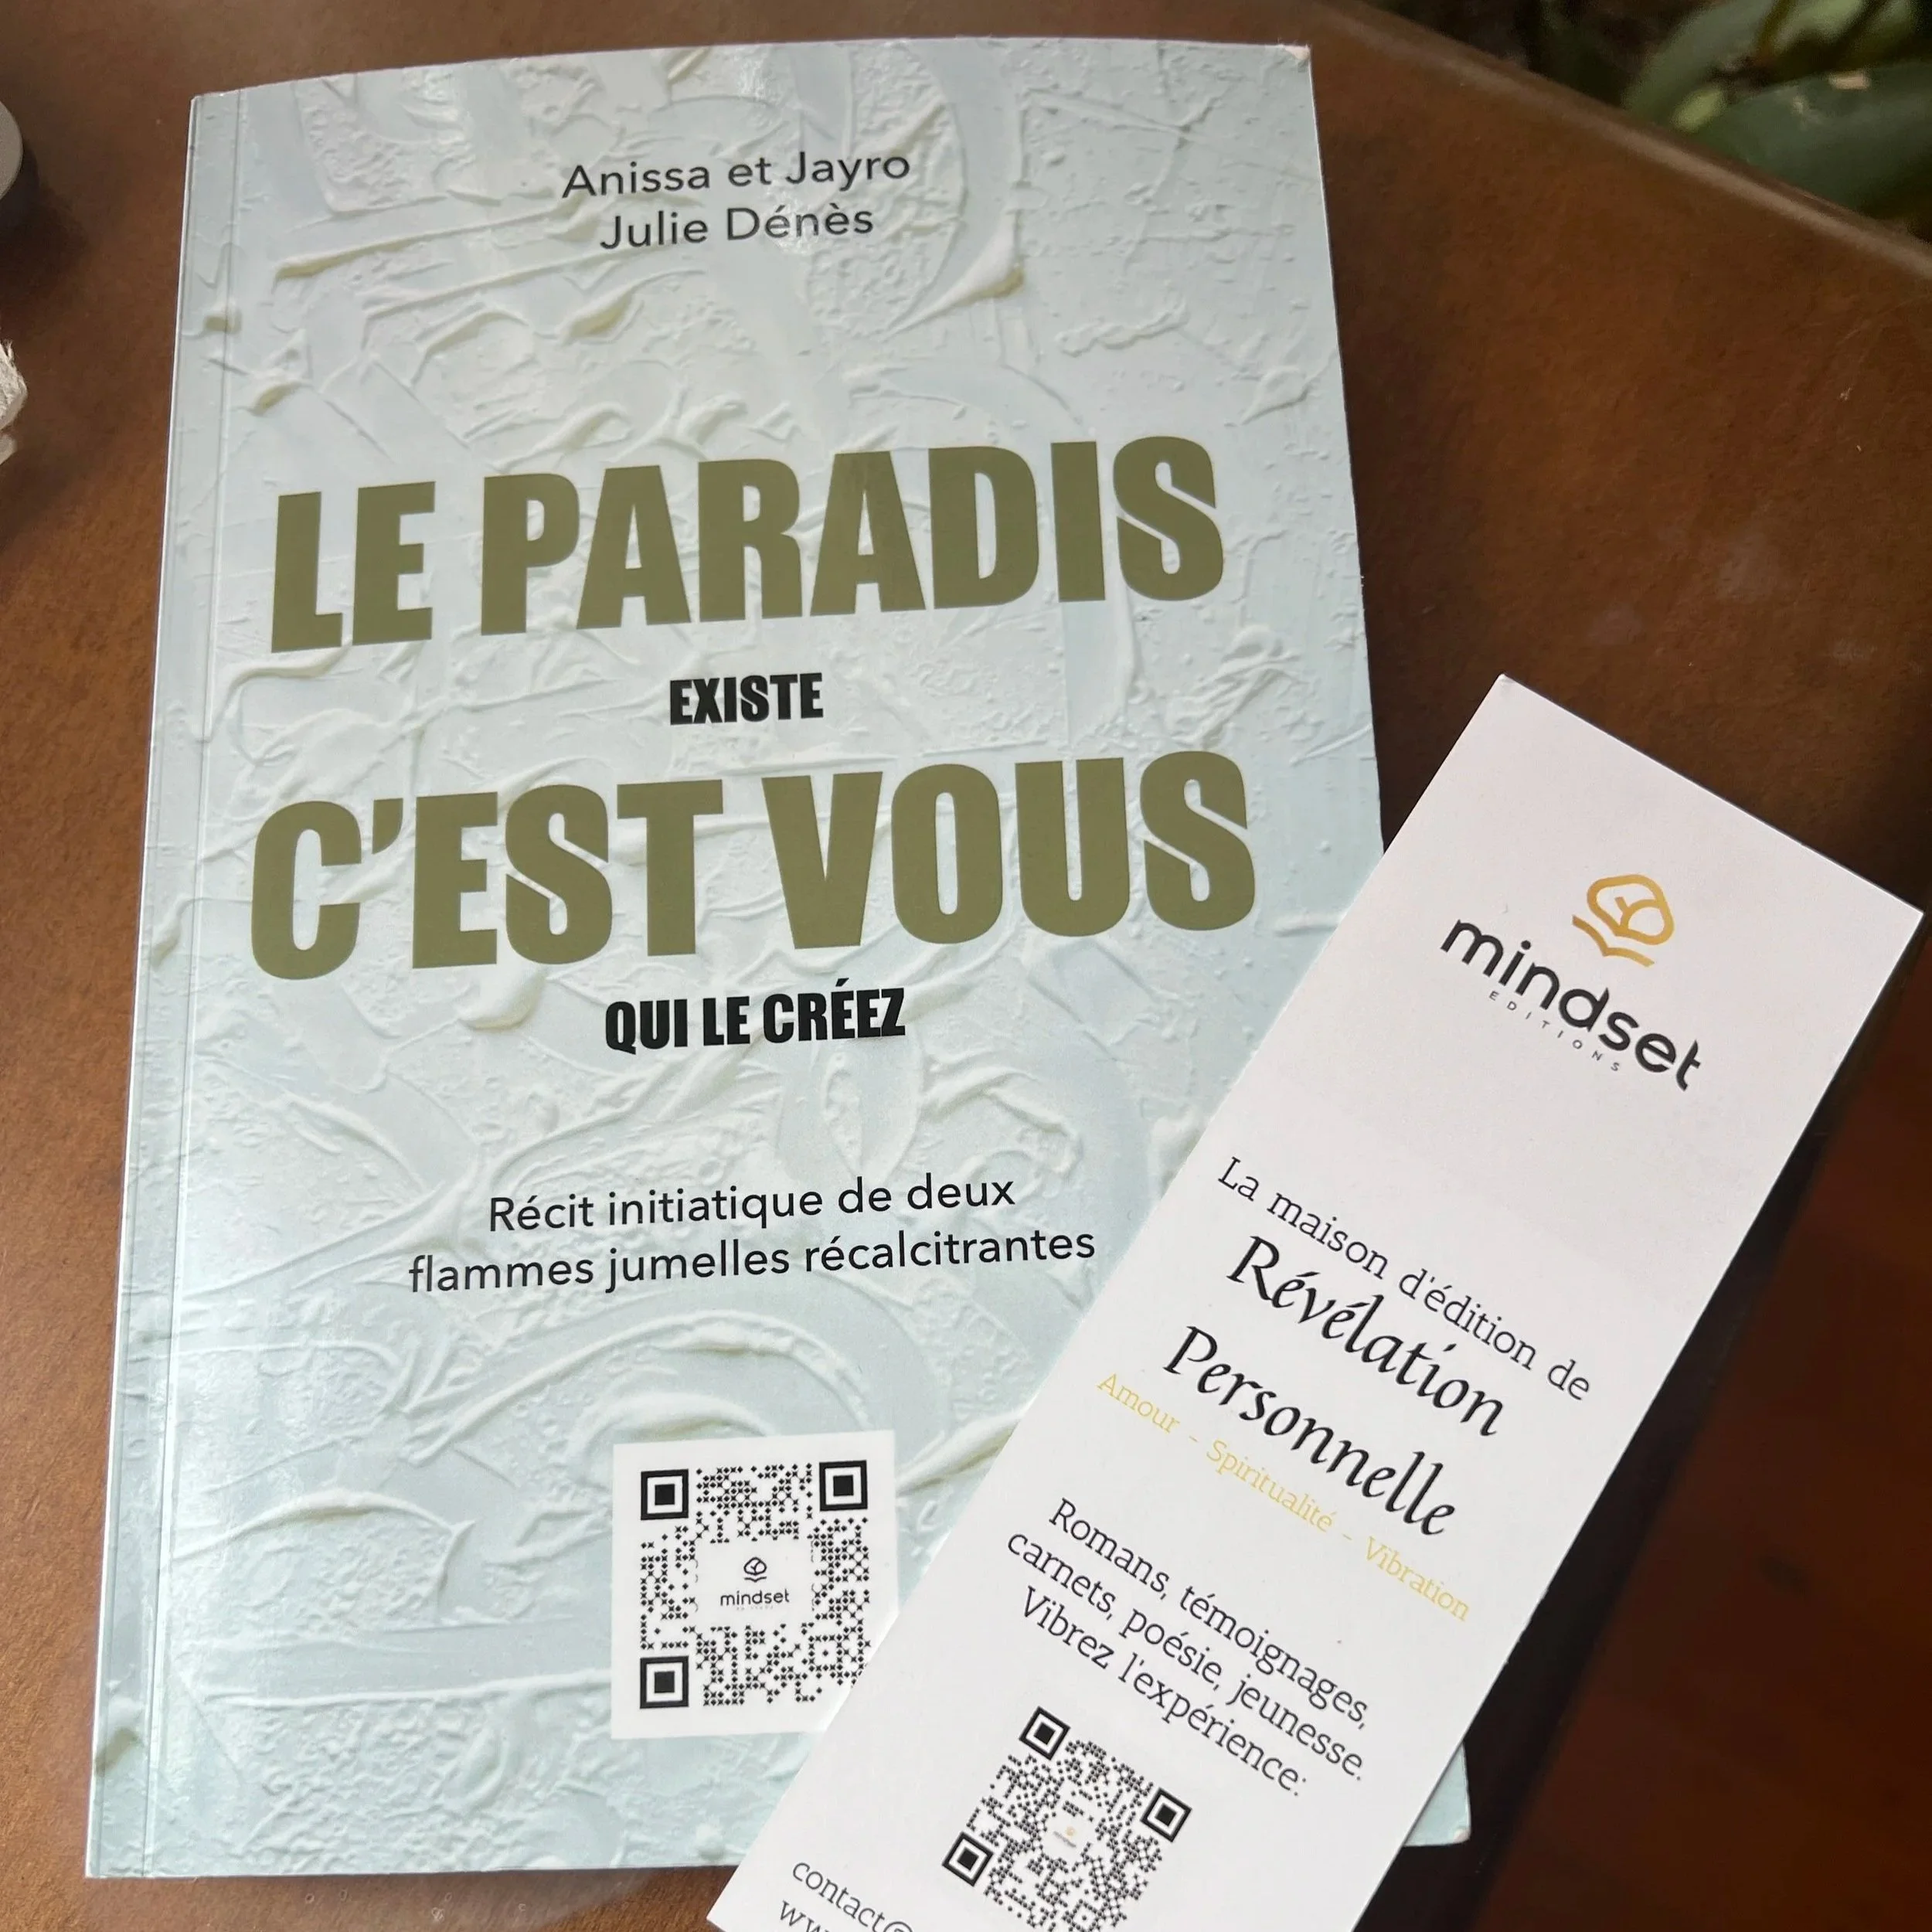 Anissa et Jayro
Julie Dénès
LE PARADIS
EXISTE
C'EST VOUS
QUI LE CRÉEZ
Récit initiatique de deux
flammes jumelles récalcitrantes
mindset
mindset
EDITIONS
La maison d'édition de
Révélation
Personnelle
Amour - Spiritualité - Vibration
Romans, témoignages,
carnets, poésie, jeunesse.
Vibrez l'expérience:
contact@